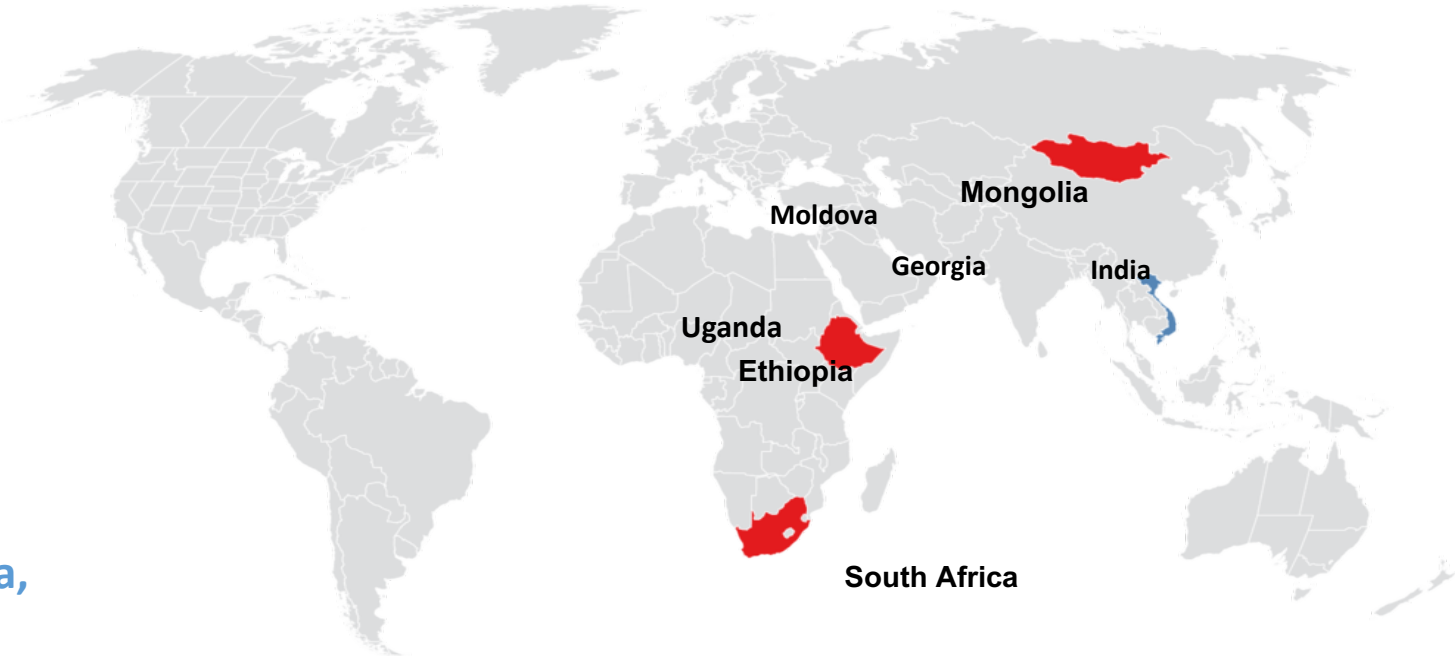 Mongolia
Moldova
Georgia
India
Uganda
Ethiopia
South Africa
a,